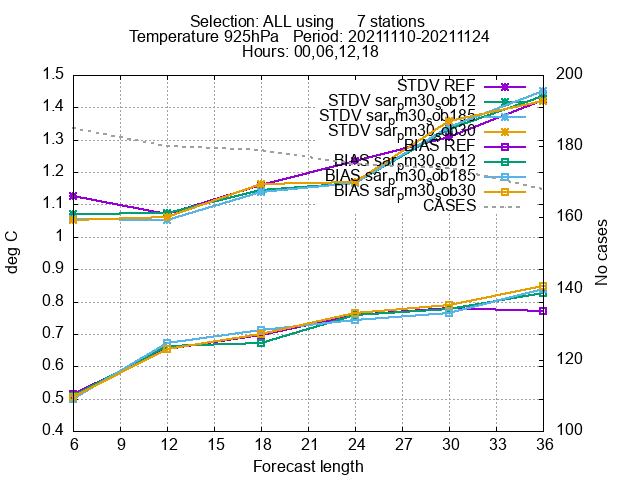 Selection: ALL using 7 stations
Temperature 925hPa Period: 20211110-20211124
Hours: 00,06,12,18
STDV REF
STDV sar_pm30_sob12
STDV sar_pm30_sob185
STDV sar_pm30_sob30
BIAS REF
BIAS sar_pm30_sob12
BIAS sar_pm30_sob185
BIAS sar_pm30_sob30
CASES
deg C
1.5
1.4
1.3
1.2
1.1
1
0.9
0.8
0.7
0.6
0.5
0.4
200
180
160
140
120
100
No cases
6 9 12 15 18 21 24 27 30 33 36
Forecast length